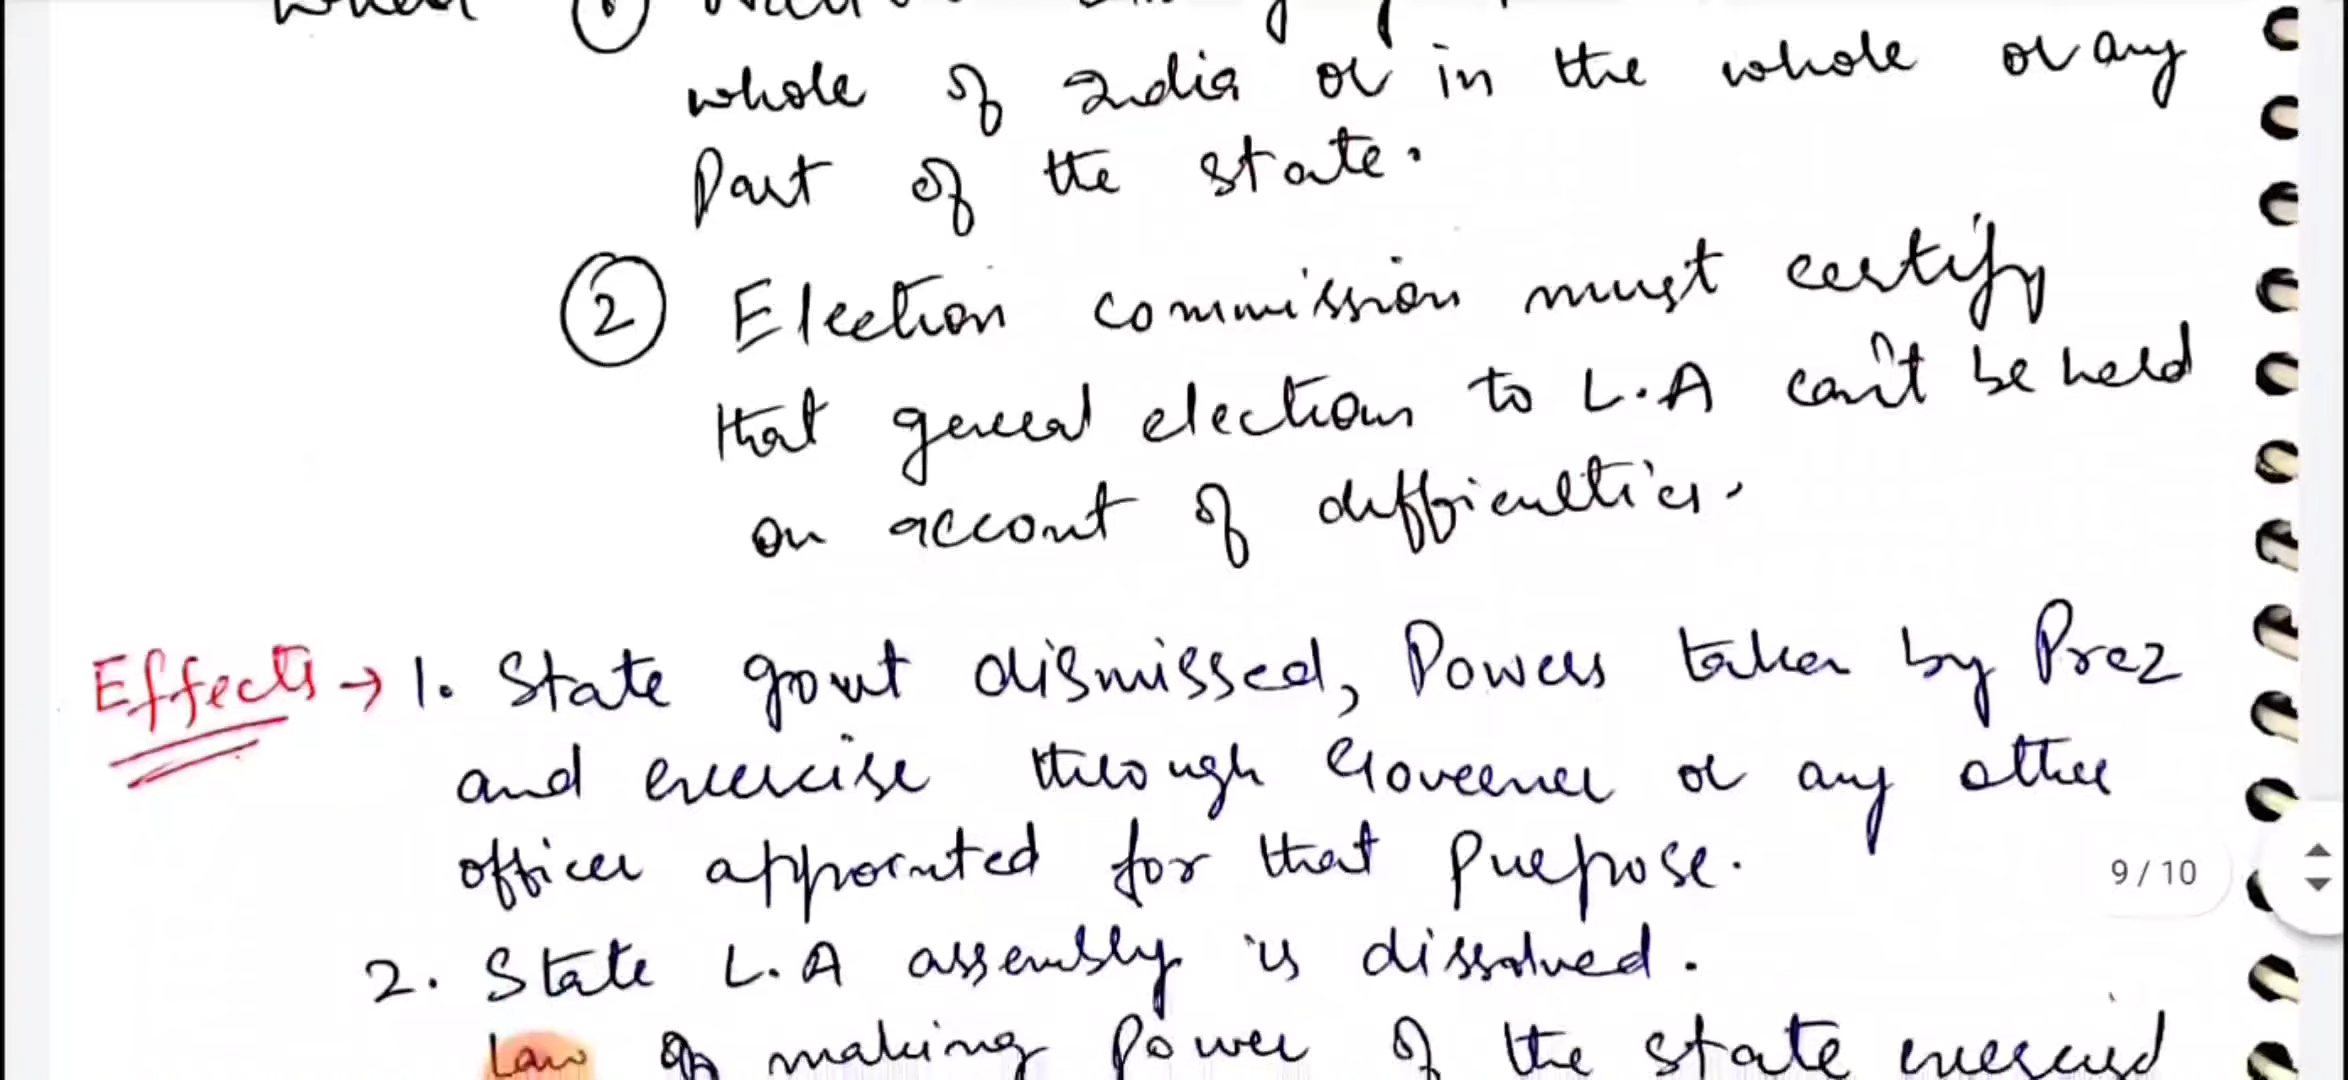 whole of India or in the whole or any
Part of the state.
2 Election commission must certify
that general elections to L.A can't be held
on accont of difficulties.
Effects → 1. State govt dismissed, Powers taken by Prez
and exercise through Governer or any other
officer appointed for that Purpose.
9 / 10
2. State L.A assembly is dissolved.
Law making Power of the state